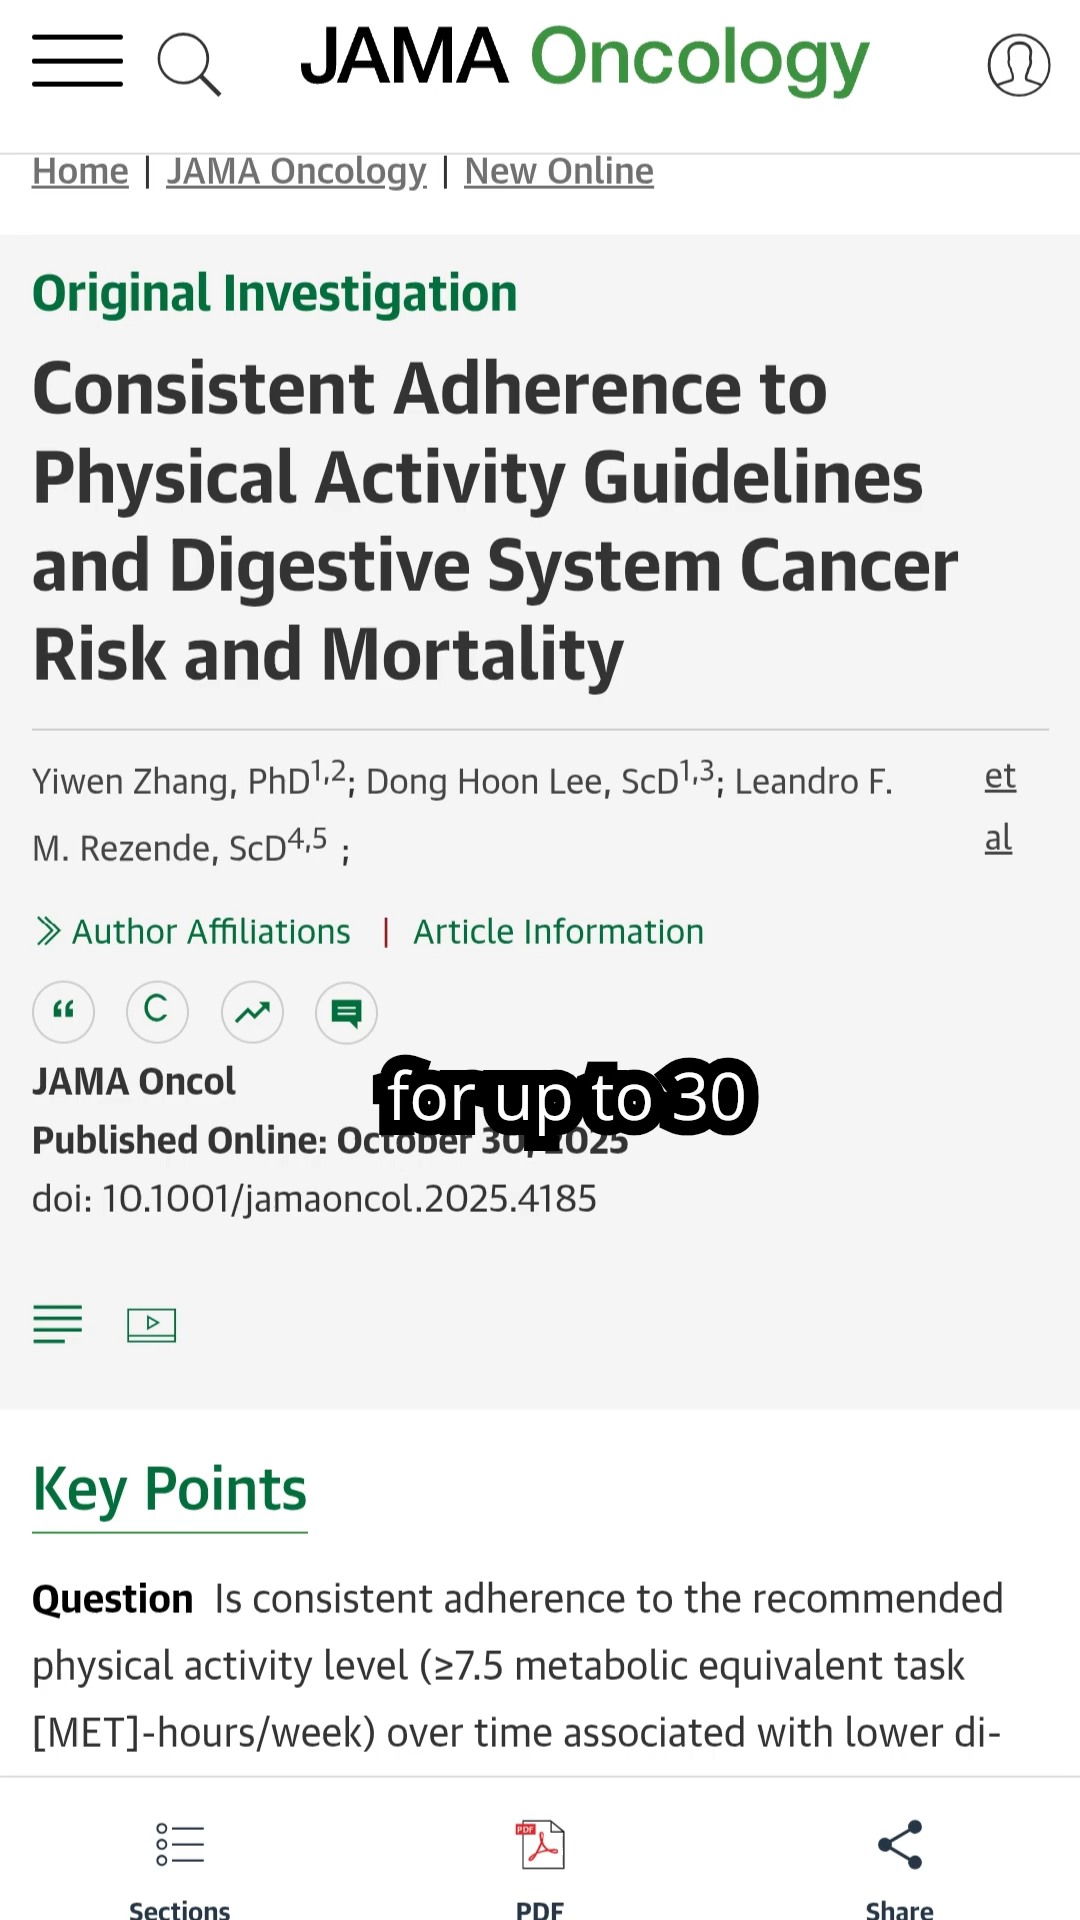 JAMA Oncology
Home | JAMA Oncology | New Online
Original Investigation
Consistent Adherence to
Physical Activity Guidelines
and Digestive System Cancer
Risk and Mortality
Yiwen Zhang, PhD1,2; Dong Hoon Lee, ScD1,3; Leandro F.
M. Rezende, ScD4,5 ;
et
al
Author Affiliations | Article Information
JAMA Oncol
for up to 30
Published Online: October 30, 2025
doi: 10.1001/jamaoncol.2025.4185
Key Points
Question Is consistent adherence to the recommended
physical activity level (≥7.5 metabolic equivalent task
[MET]-hours/week) over time associated with lower di-
Sections
PDF
PDF
Share